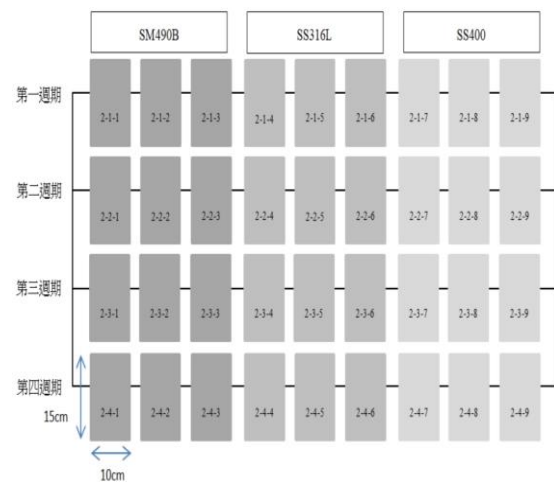 SM490B SS316L SS400
第一週期 2-1-1 2-1-2 2-1-3 2-1-4 2-1-5 2-1-6 2-1-7 2-1-8 2-1-9
第二週期 2-2-1 2-2-2 2-2-3 2-2-4 2-2-5 2-2-6 2-2-7 2-2-8 2-2-9
第三週期 2-3-1 2-3-2 2-3-3 2-3-4 2-3-5 2-3-6 2-3-7 2-3-8 2-3-9
第四週期 2-4-1 2-4-2 2-4-3 2-4-4 2-4-5 2-4-6 2-4-7 2-4-8 2-4-9
15cm
10cm